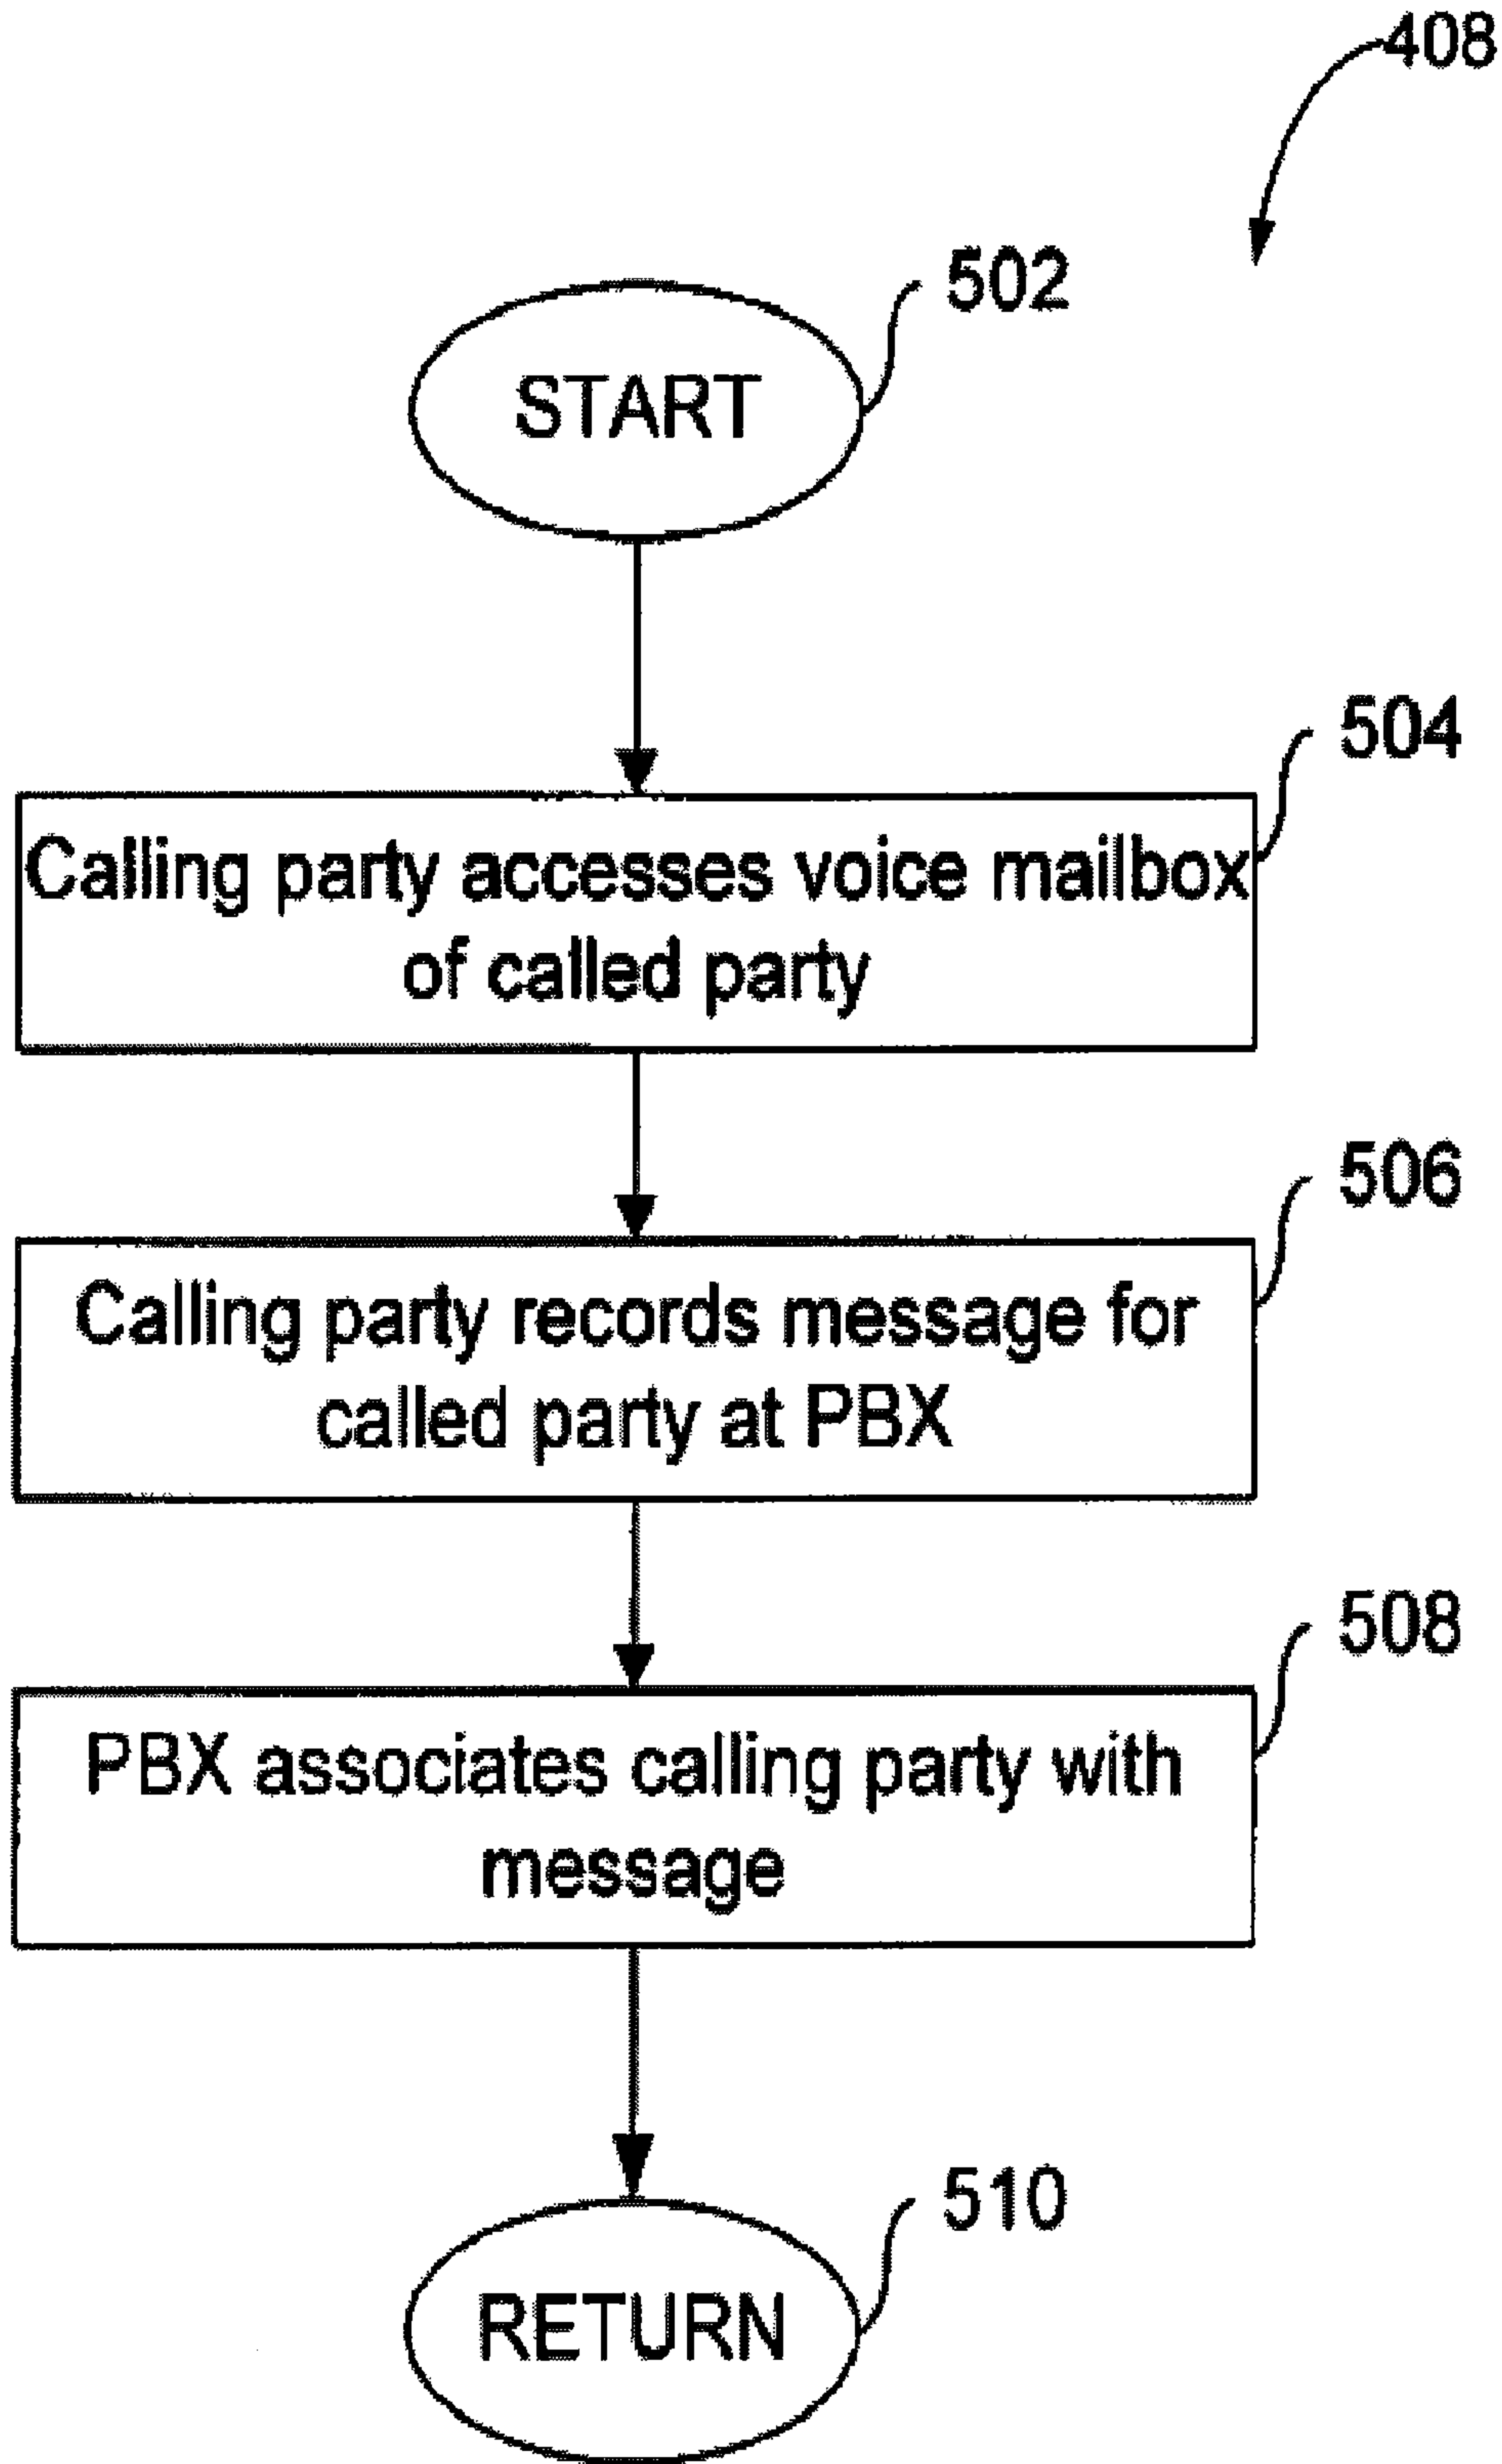 408
502
START
504
Calling party accesses voice mailbox
of called party
506
Calling party records message for
called party at PBX
508
PBX associates calling party with
message
510
RETURN